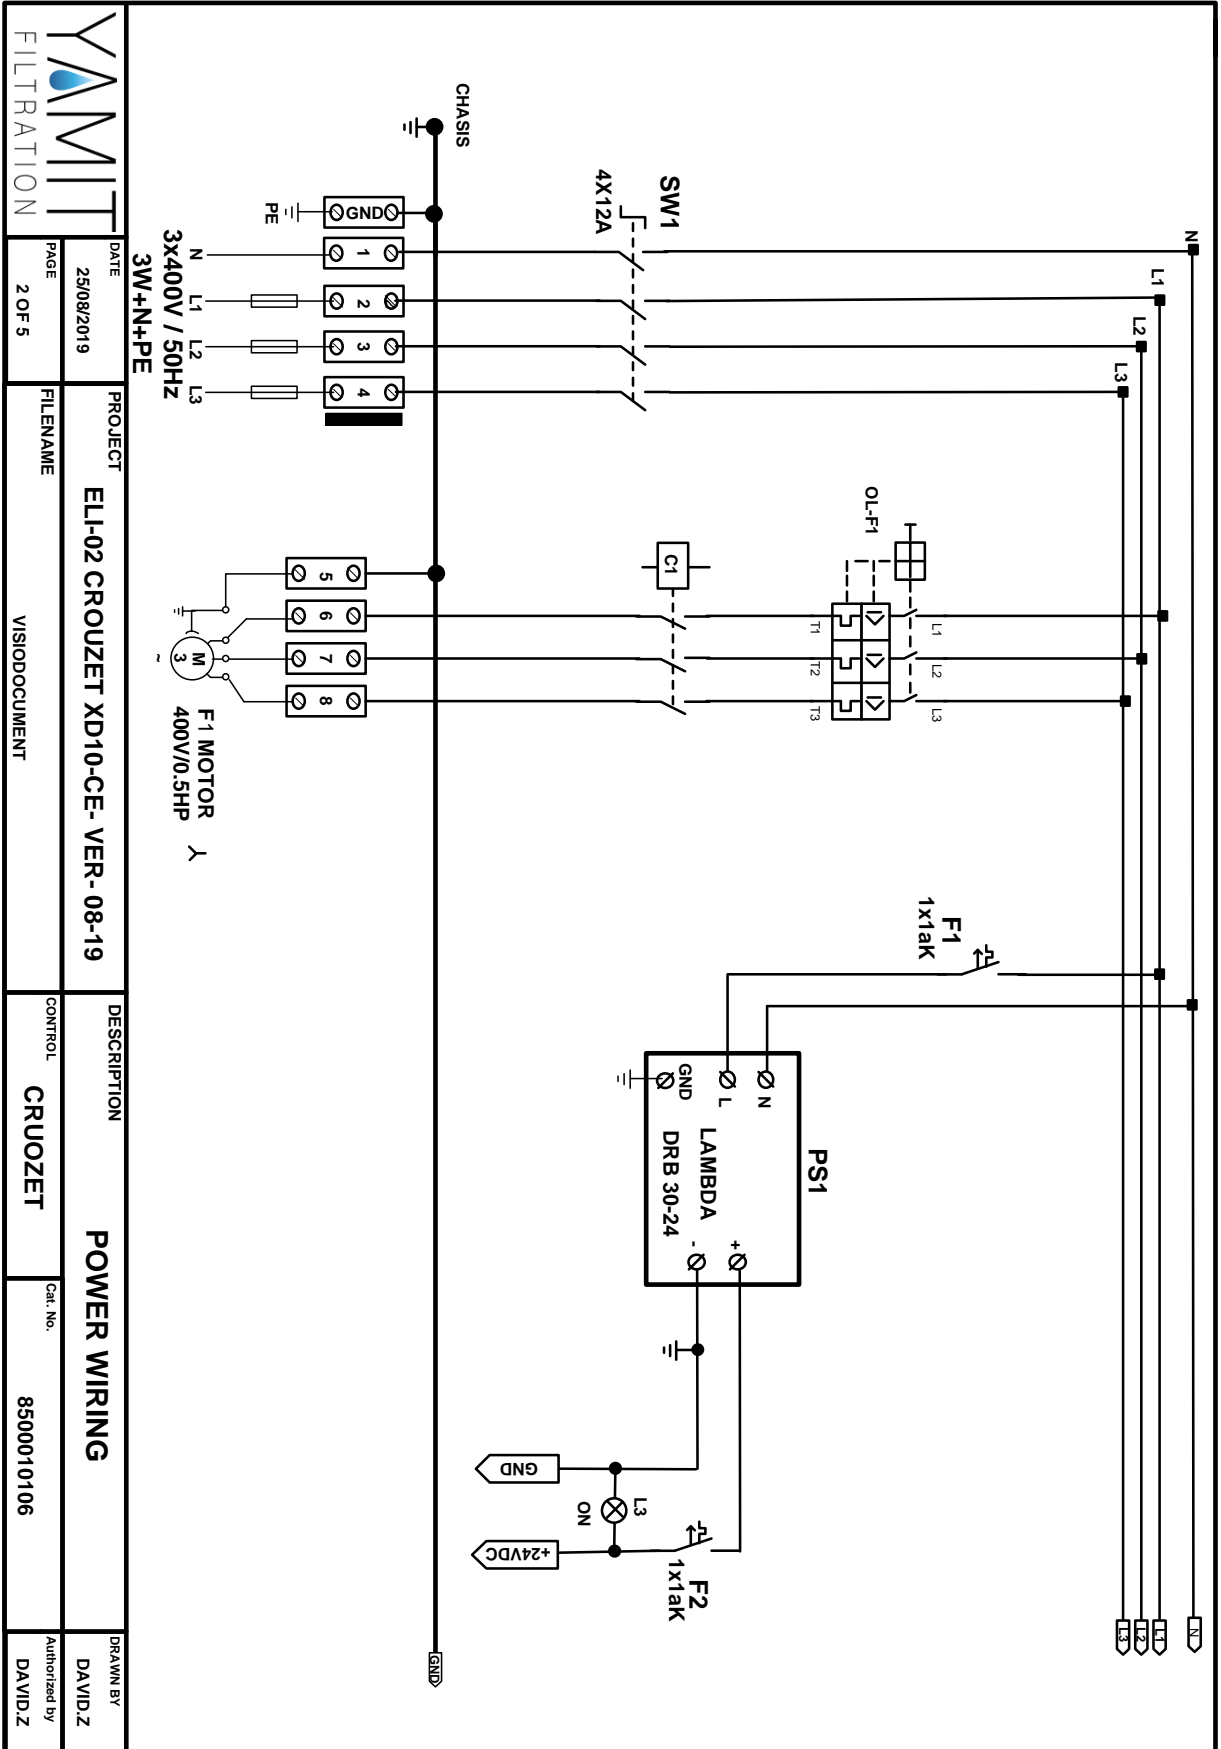 N
L1
L2
L3
N
L1
L2
L3
SW1
4X12A
CHASIS
GND
PE
1
2
3
4
N
L1
L2
L3
3x400V / 50Hz
3W+N+PE
OL-F1
L1
L2
L3
T1
T2
T3
C1
5
6
7
8
M
3
~
F1 MOTOR
400V/0.5HP
Y
F1
1x1aK
PS1
N
L
GND
LAMBDA
DRB 30-24
+
-
GND
L3
ON
+24VDC
F2
1x1aK
GND
YAMIT
FILTRATION
DATE
25/08/2019
PAGE
2 OF 5
PROJECT
ELI-02 CROUZET XD10-CE- VER- 08-19
FILENAME
VISIODOCUMENT
DESCRIPTION
POWER WIRING
CONTROL
CRUOZET
Cat. No.
8500010106
DRAWN BY
DAVID.Z
Authorized by
DAVID.Z